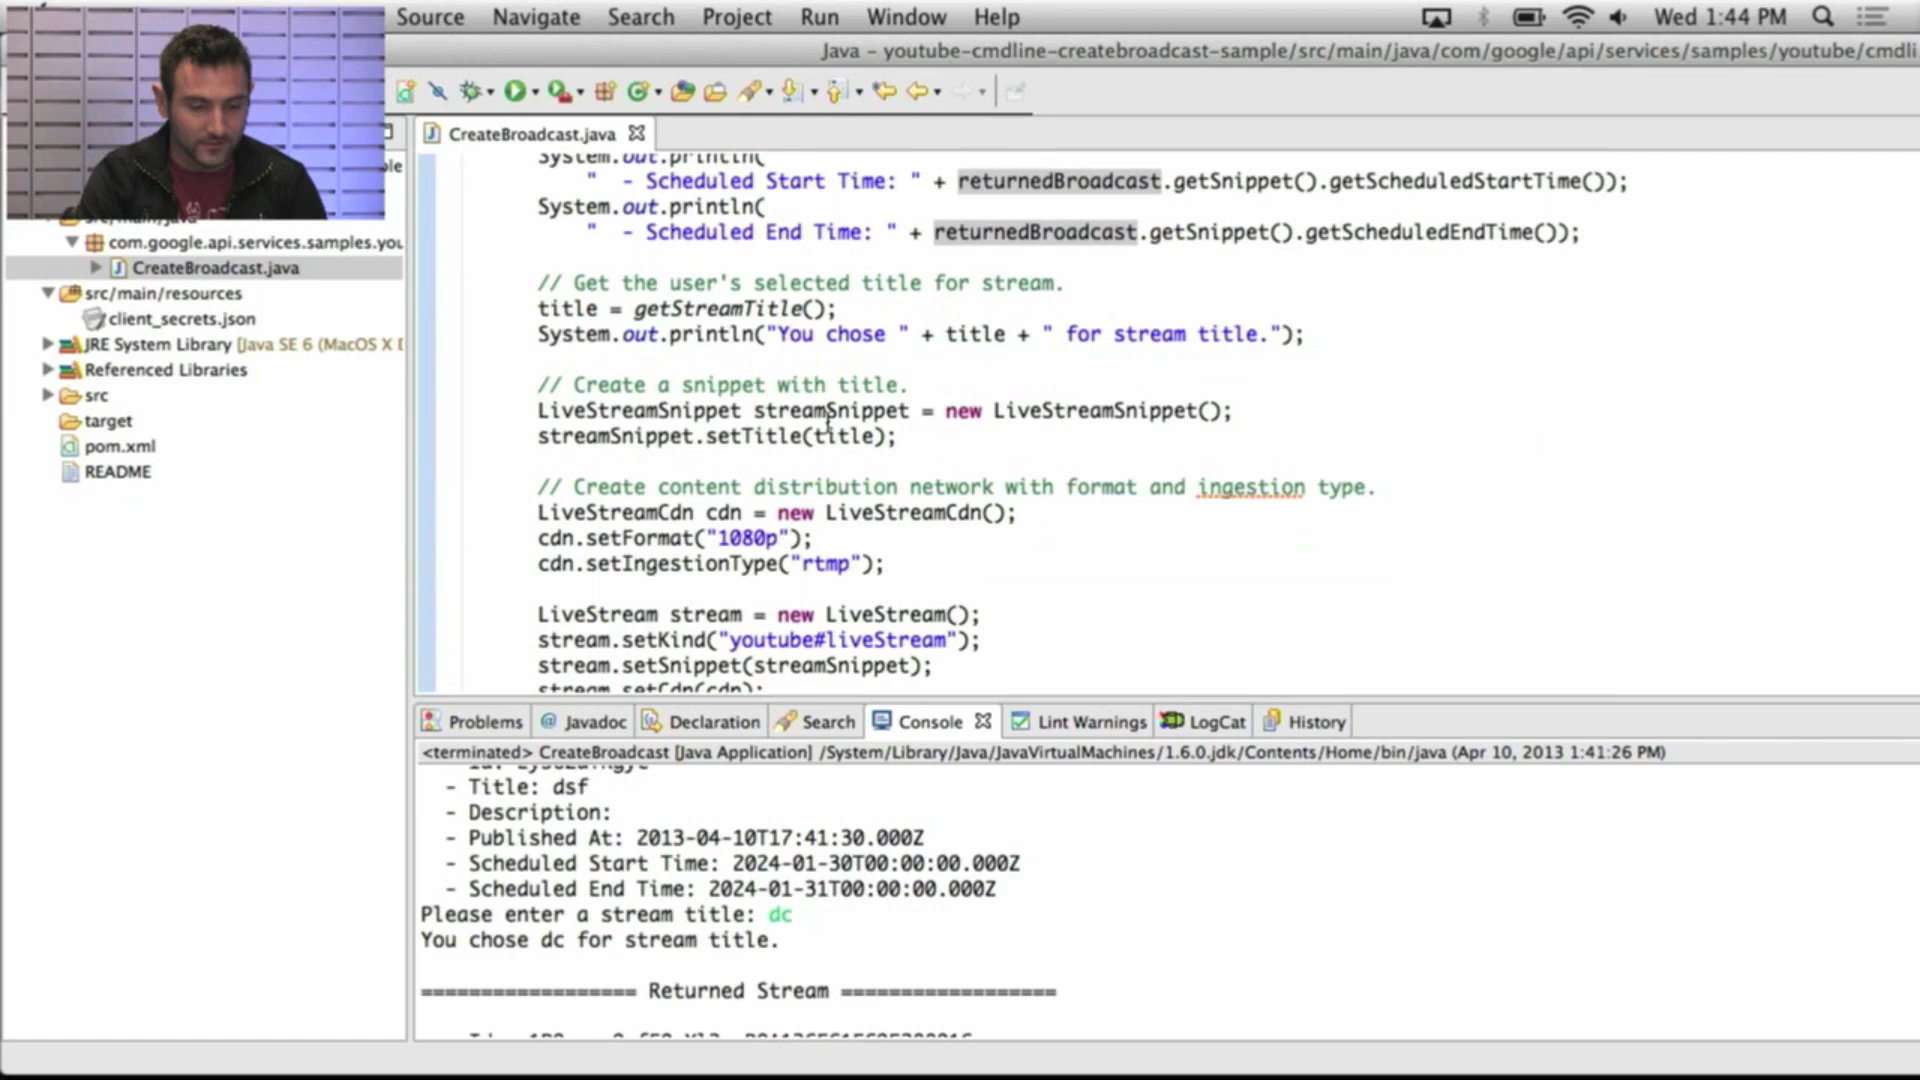 Source Navigate Search Project Run Window Help Wed 1:44 PM
Java - youtube-cmdline-createbroadcast-sample/src/main/java/com/google/api/services/samples/youtube/cmdli
CreateBroadcast.java
System.out.println(
"  - Scheduled Start Time: " + returnedBroadcast.getSnippet().getScheduledStartTime());
System.out.println(
"  - Scheduled End Time: " + returnedBroadcast.getSnippet().getScheduledEndTime());
// Get the user's selected title for stream.
title = getStreamTitle();
System.out.println("You chose " + title + " for stream title.");
// Create a snippet with title.
LiveStreamSnippet streamSnippet = new LiveStreamSnippet();
streamSnippet.setTitle(title);
// Create content distribution network with format and ingestion type.
LiveStreamCdn cdn = new LiveStreamCdn();
cdn.setFormat("1080p");
cdn.setIngestionType("rtmp");
LiveStream stream = new LiveStream();
stream.setKind("youtube#liveStream");
stream.setSnippet(streamSnippet);
stream.setCdn(cdn);
src/main/java
com.google.api.services.samples.you
CreateBroadcast.java
src/main/resources
client_secrets.json
JRE System Library [Java SE 6 (MacOS X D
Referenced Libraries
src
target
pom.xml
README
Problems Javadoc Declaration Search Console Lint Warnings LogCat History
<terminated> CreateBroadcast [Java Application] /System/Library/Java/JavaVirtualMachines/1.6.0.jdk/Contents/Home/bin/java (Apr 10, 2013 1:41:26 PM)
- Title: dsf
- Description:
- Published At: 2013-04-10T17:41:30.000Z
- Scheduled Start Time: 2024-01-30T00:00:00.000Z
- Scheduled End Time: 2024-01-31T00:00:00.000Z
Please enter a stream title: dc
You chose dc for stream title.
================== Returned Stream ==================